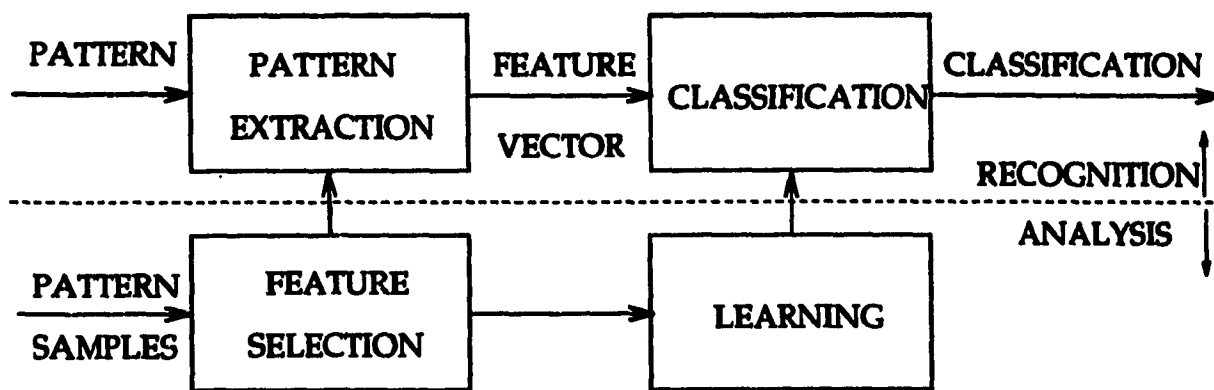 PATTERN
PATTERN
EXTRACTION
FEATURE
VECTOR
CLASSIFICATION
CLASSIFICATION
RECOGNITION
ANALYSIS
PATTERN
SAMPLES
FEATURE
SELECTION
LEARNING